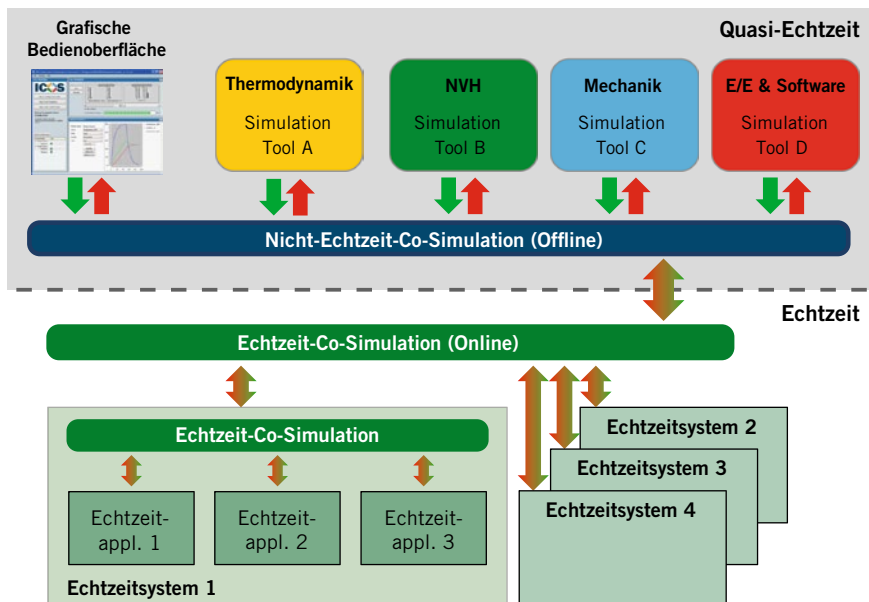 Grafische
Bedienoberfläche
Quasi-Echtzeit
ICOS
Thermodynamik
Simulation
Tool A
NVH
Simulation
Tool B
Mechanik
Simulation
Tool C
E/E & Software
Simulation
Tool D
Nicht-Echtzeit-Co-Simulation (Offline)
Echtzeit
Echtzeit-Co-Simulation (Online)
Echtzeit-Co-Simulation
Echtzeit-
appl. 1
Echtzeit-
appl. 2
Echtzeit-
appl. 3
Echtzeitsystem 1
Echtzeitsystem 2
Echtzeitsystem 3
Echtzeitsystem 4